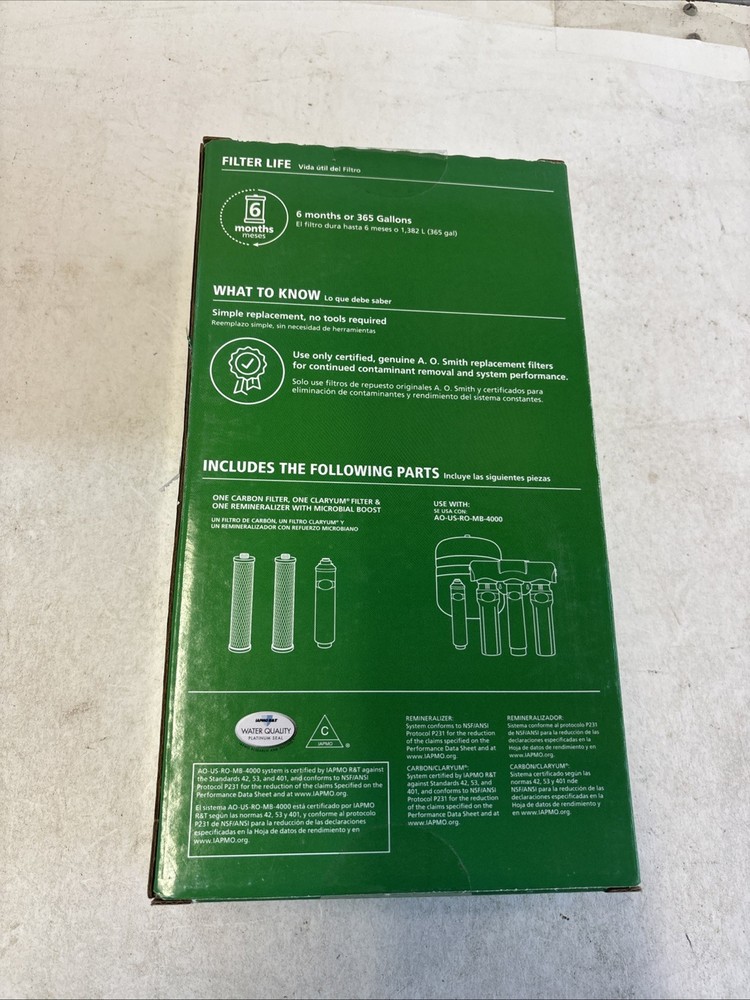 FILTER LIFE Vida útil del Filtro
6
months
meses
6 months or 365 Gallons
El filtro dura hasta 6 meses o 1,382 L (365 gal)
WHAT TO KNOW Lo que debe saber
Simple replacement, no tools required
Reemplazo simple, sin necesidad de herramientas
Use only certified, genuine A. O. Smith replacement filters
for continued contaminant removal and system performance.
Solo use filtros de repuesto originales A. O. Smith y certificados para
eliminación de contaminantes y rendimiento del sistema constantes.
INCLUDES THE FOLLOWING PARTS Incluye las siguientes piezas
ONE CARBON FILTER, ONE CLARYUM® FILTER &
ONE REMINERALIZER WITH MICROBIAL BOOST
UN FILTRO DE CARBÓN, UN FILTRO CLARYUM® Y
UN REMINERALIZADOR CON REFUERZO MICROBIANO
USE WITH:
SE USA CON:
AO-US-RO-MB-4000
IAPMO R&T
WATER QUALITY
PLATINUM SEAL
C
IAPMO
®
AO-US-RO-MB-4000 system is certified by IAPMO R&T against
the Standards 42, 53, and 401, and conforms to NSF/ANSI
Protocol P231 for the reduction of the claims Specified on the
Performance Data Sheet and at www.IAPMO.org.
El sistema AO-US-RO-MB-4000 está certificado por IAPMO
R&T según las normas 42, 53 y 401, y conforme al protocolo
P231 de NSF/ANSI para la reducción de las declaraciones
especificadas en la Hoja de datos de rendimiento y en
www.IAPMO.org.
REMINERALIZER:
System conforms to NSF/ANSI
Protocol P231 for the reduction
of the claims specified on the
Performance Data Sheet and at
www.IAPMO.org.
CARBON/CLARYUM®:
System certified by IAPMO R&T
against Standards 42, 53, and
401, and conforms to NSF/ANSI
Protocol P231 for the reduction
of the claims specified on the
Performance Data Sheet and at
www.IAPMO.org.
REMINERALIZADOR:
Sistema conforme al protocolo P231
de NSF/ANSI para la reducción de las
declaraciones especificadas en la
Hoja de datos de rendimiento y en
www.IAPMO.org.
CARBÓN/CLARYUM®:
Sistema certificado según las
normas 42, 53 y 401 nde
NSF/ANSI para la reducción de las
declaraciones especificadas en la
Hoja de datos de rendimiento y
en www.IAPMO.org.